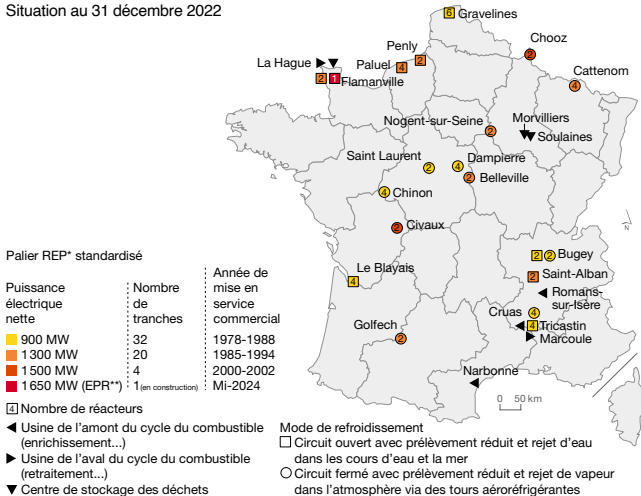 Situation au 31 décembre 2022
6 Gravelines
Penly
2
Chooz
2
La Hague
Paluel
4
Cattenom
4
2 1 Flamanville
Nogent-sur-Seine
2
Morvilliers
Soulaines
Saint Laurent
2
Dampierre
4
2 Belleville
4 Chinon
2 Civaux
N
2 2 Bugey
Le Blayais
4
2 Saint-Alban
Romans-
sur-Isère
Cruas
4
4 Tricastin
Marcoule
Golfech
2
Narbonne
0 50 km
Palier REP* standardisé
Puissance
électrique
nette
Nombre
de
tranches
Année de
mise en
service
commercial
900 MW 32 1978-1988
1300 MW 20 1985-1994
1500 MW 4 2000-2002
1650 MW (EPR**) 1(en construction) Mi-2024
4 Nombre de réacteurs
Usine de l'amont du cycle du combustible
(enrichissement...)
Usine de l'aval du cycle du combustible
(retraitement...)
Centre de stockage des déchets
Mode de refroidissement
Circuit ouvert avec prélèvement réduit et rejet d'eau
dans les cours d'eau et la mer
Circuit fermé avec prélèvement réduit et rejet de vapeur
dans l'atmosphère via des tours aéroréfrigérantes